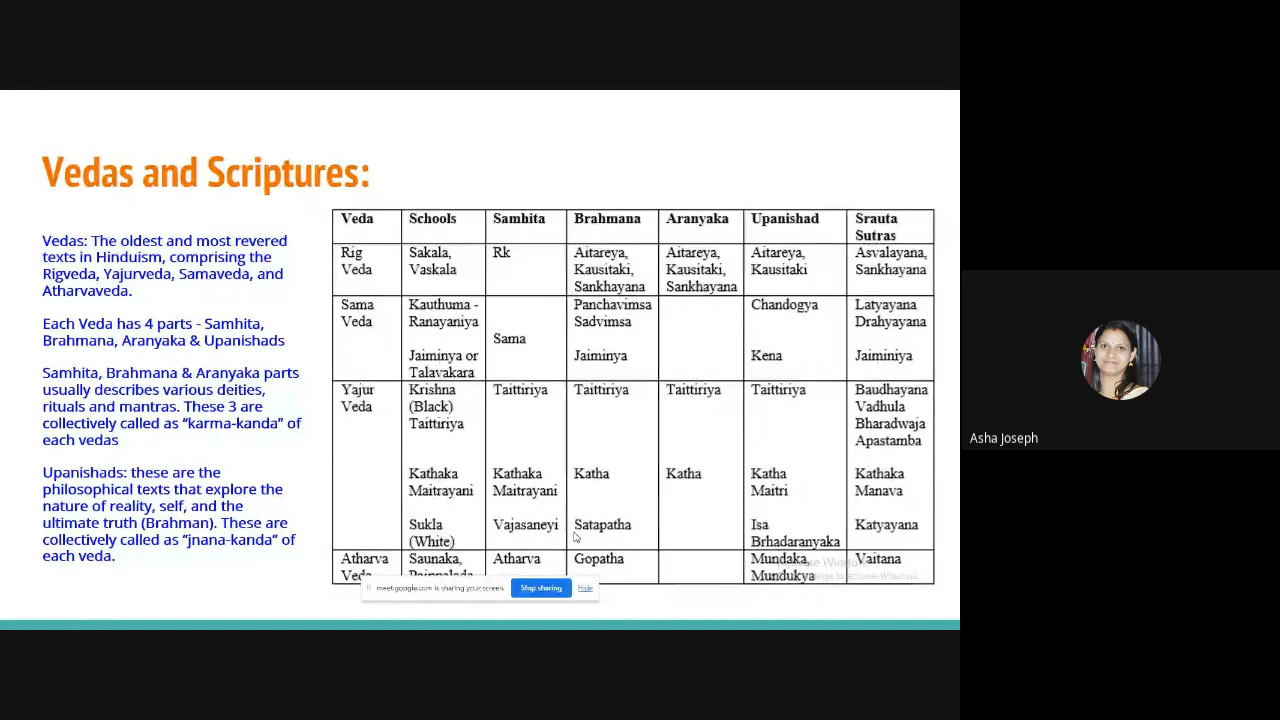 Vedas and Scriptures:
Vedas: The oldest and most revered
texts in Hinduism, comprising the
Rigveda, Yajurveda, Samaveda, and
Atharvaveda.
Each Veda has 4 parts - Samhita,
Brahmana, Aranyaka & Upanishads
Samhita, Brahmana & Aranyaka parts
usually describes various deities,
rituals and mantras. These 3 are
collectively called as “karma-kanda” of
each vedas
Upanishads: these are the
philosophical texts that explore the
nature of reality, self, and the
ultimate truth (Brahman). These are
collectively called as “jnana-kanda” of
each veda.
Veda Schools Samhita Brahmana Aranyaka Upanishad Srauta
Sutras
Rig Sakala, Rk Aitareya, Aitareya, Aitareya, Asvalayana,
Veda Vaskala Kausitaki, Kausitaki, Kausitaki Sankhayana
Sankhayana Sankhayana
Sama Kauthuma - Panchavimsa Chandogya Latyayana
Veda Ranayaniya Sadvimsa Drahyayana
Sama
Jaiminya or Jaiminya Kena Jaiminiya
Talavakara
Yajur Krishna Taittiriya Taittiriya Taittiriya Taittiriya Baudhayana
Veda (Black) Vadhula
Taittiriya Bharadwaja
Apastamba
Kathaka Kathaka Katha Katha Katha Kathaka
Maitrayani Maitrayani Maitri Manava
Sukla Vajasaneyi Satapatha Isa Katyayana
(White) Brhadaranyaka
Atharva Saunaka, Atharva Gopatha Mundaka, Vaitana
Veda Mundukya
meet.google.com is sharing your screen. Stop sharing Hide
Asha Joseph